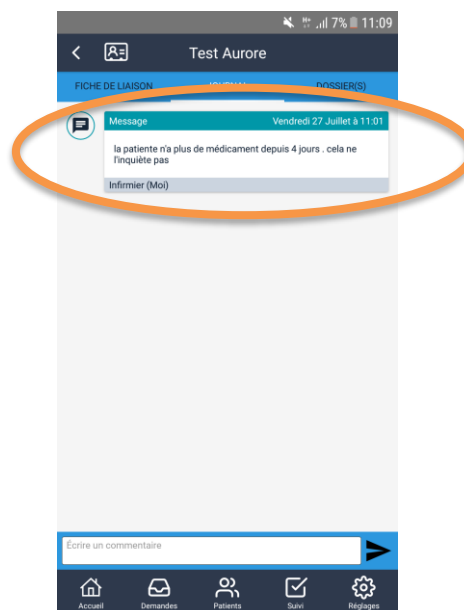 7% 11:09
Test Aurore
FICHE DE LIAISON JOURNAL DOSSIER(S)
Message Vendredi 27 Juillet à 11:01
la patiente n'a plus de médicament depuis 4 jours . cela ne
l'inquiète pas
Infirmier (Moi)
Écrire un commentaire
Accueil Demandes Patients Suivi Réglages